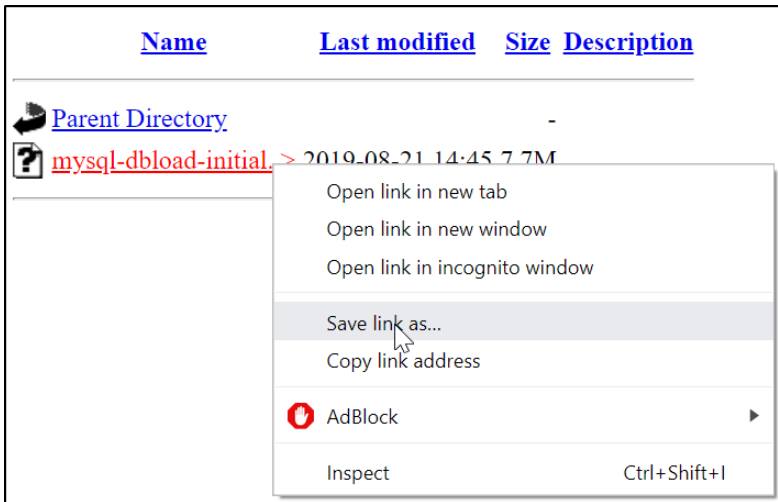 Name Last modified Size Description
Parent Directory -
mysql-dbload-initial..> 2019-08-21 14:45 7.7M
Open link in new tab
Open link in new window
Open link in incognito window
Save link as...
Copy link address
AdBlock
Inspect Ctrl+Shift+I